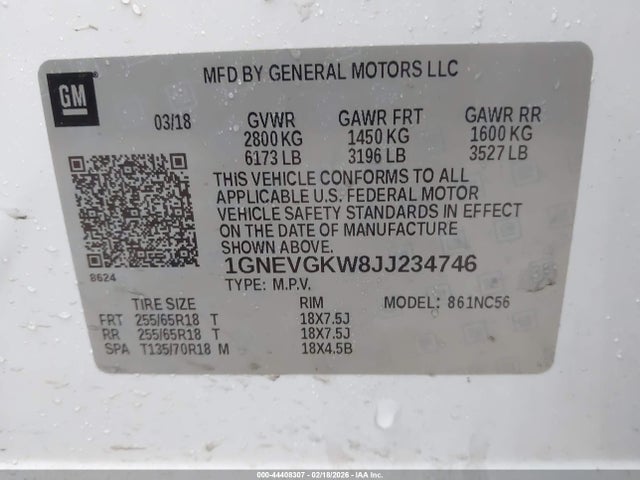 GM
MFD BY GENERAL MOTORS LLC
03/18 GVWR GAWR FRT GAWR RR
2800 KG 1450 KG 1600 KG
6173 LB 3196 LB 3527 LB
THIS VEHICLE CONFORMS TO ALL
APPLICABLE U.S. FEDERAL MOTOR
VEHICLE SAFETY STANDARDS IN EFFECT
ON THE DATE OF MANUFACTURE
SHOWN ABOVE.
8624 1GNEVGKW8JJ234746
TYPE: M.P.V.
TIRE SIZE RIM MODEL: 861NC56
FRT 255/65R18 T 18X7.5J
RR 255/65R18 T 18X7.5J
SPA T135/70R18 M 18X4.5B
000-44408307 - 02/18/2026 - IAAI.COM